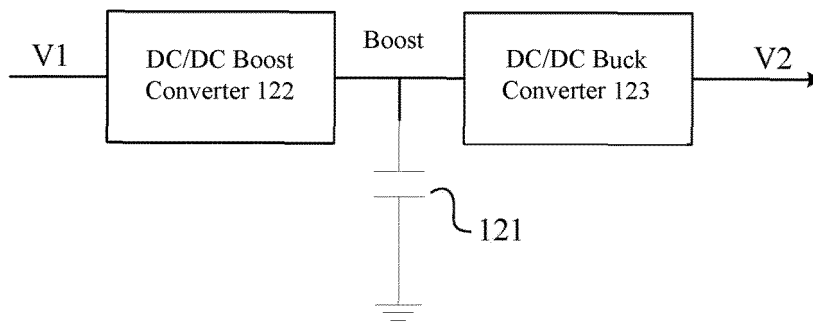 V1
DC/DC Boost
Converter 122
Boost
DC/DC Buck
Converter 123
V2
121